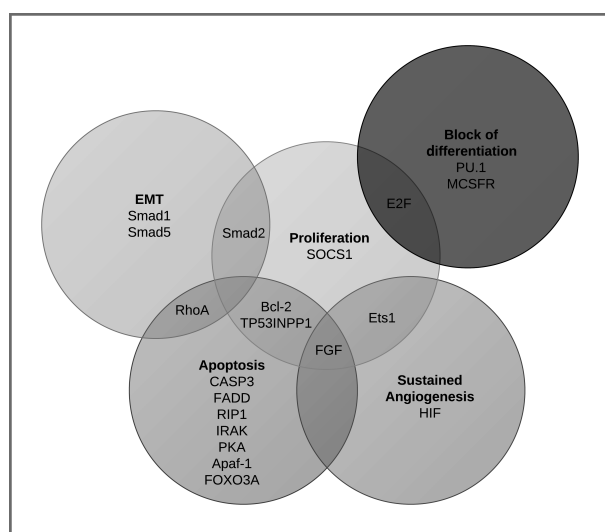 Block of
differentiation
PU.1
MCSFR
EMT
Smad1
Smad5
Smad2
E2F
Proliferation
SOCS1
RhoA
Bcl-2
TP53INPP1
Ets1
FGF
Apoptosis
CASP3
FADD
RIP1
IRAK
PKA
Apaf-1
FOXO3A
Sustained
Angiogenesis
HIF